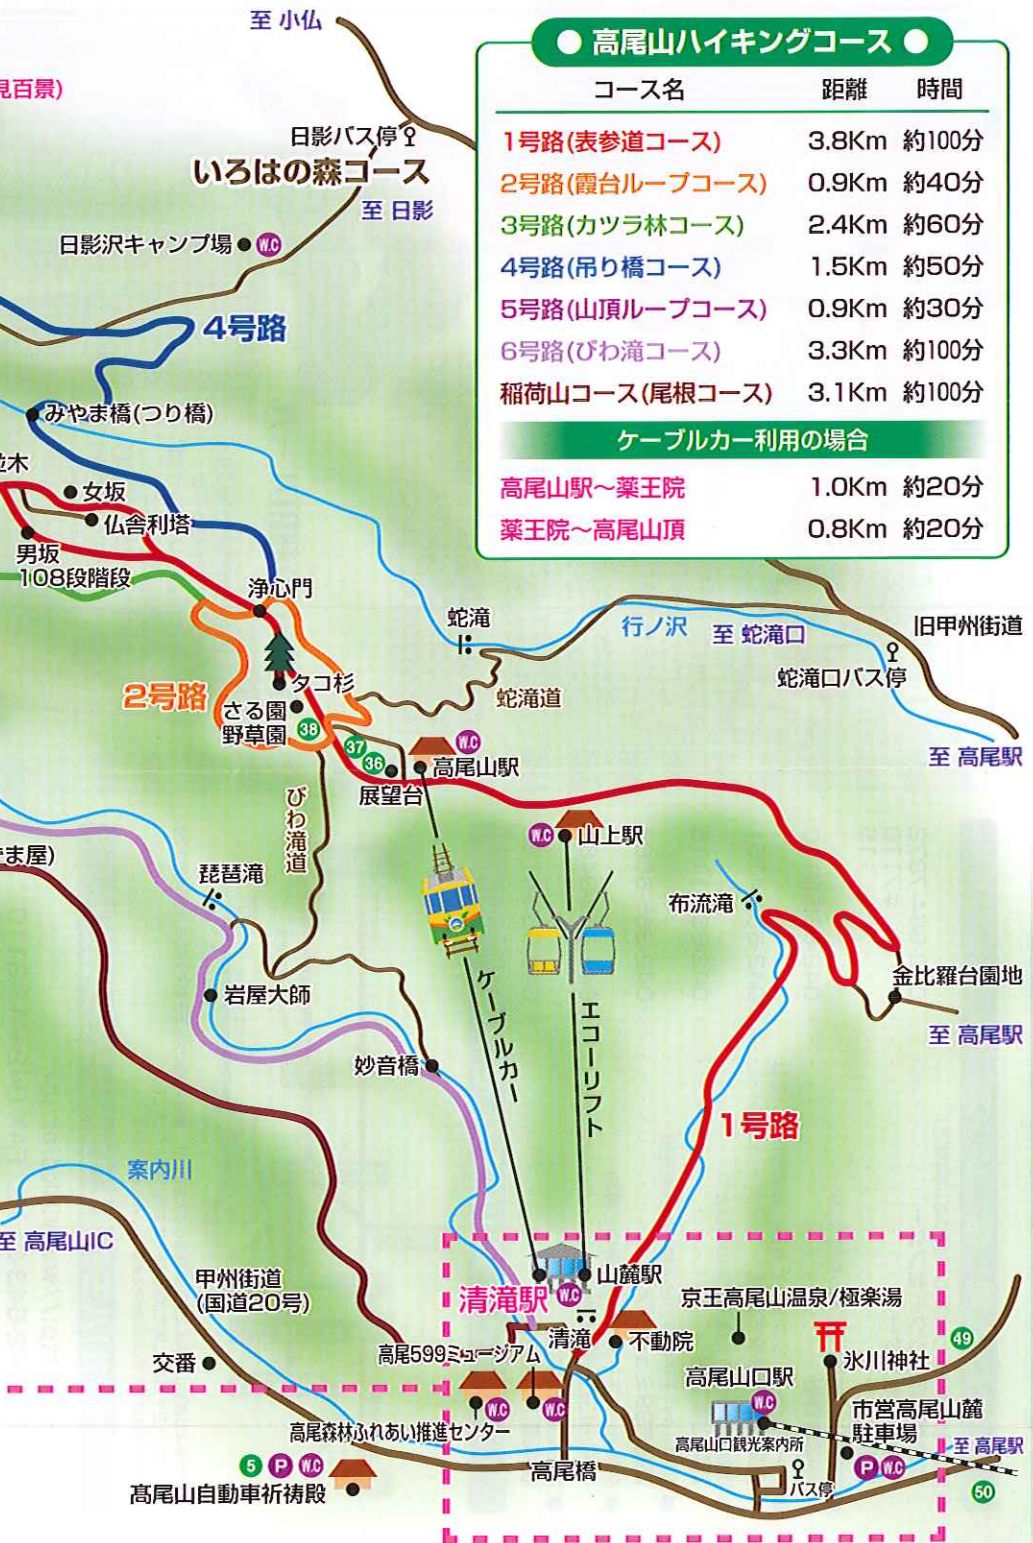 至 小仏
高尾山ハイキングコース
コース名 距離 時間
1号路(表参道コース) 3.8Km 約100分
2号路(霞台ループコース) 0.9Km 約40分
3号路(カツラ林コース) 2.4Km 約60分
4号路(吊り橋コース) 1.5Km 約50分
5号路(山頂ループコース) 0.9Km 約30分
6号路(びわ滝コース) 3.3Km 約100分
稲荷山コース(尾根コース) 3.1Km 約100分
ケーブルカー利用の場合
高尾山駅～薬王院 1.0Km 約20分
薬王院～高尾山頂 0.8Km 約20分
見百景)
日影バス停
いろはの森コース
至 日影
日影沢キャンプ場 W.C
4号路
みやま橋(つり橋)
並木
女坂
仏舎利塔
男坂
108段階段
浄心門
蛇滝
行ノ沢
至 蛇滝口
旧甲州街道
蛇滝口バス停
2号路
タコ杉
さる園
野草園
38
蛇滝道
至 高尾駅
37
36
W.C
高尾山駅
展望台
びわ滝道
W.C
山上駅
ま屋)
琵琶滝
布流滝
岩屋大師
ケーブルカー
エコーリフト
金比羅台園地
至 高尾駅
妙音橋
1号路
案内川
至 高尾山IC
甲州街道
(国道20号)
清滝駅
W.C
山麓駅
京王高尾山温泉/極楽湯
清滝
不動院
高尾599ミュージアム
交番
氷川神社
49
高尾山口駅
W.C
W.C
W.C
市営高尾山麓
駐車場
高尾森林ふれあい推進センター
高尾山口観光案内所
至 高尾駅
5 P W.C
高尾橋
バス停
P W.C
50
髙尾山自動車祈祷殿